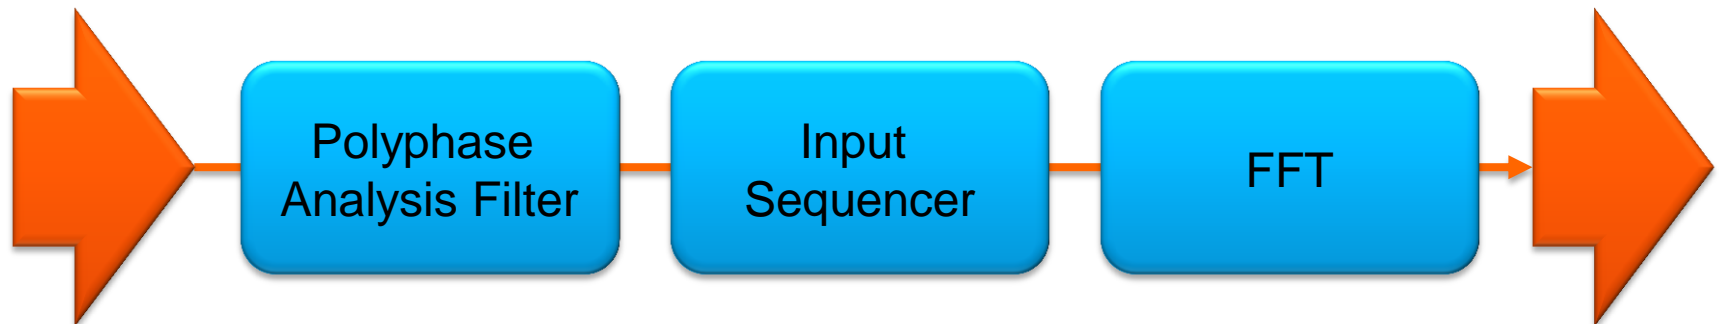 Polyphase
Analysis Filter
Input
Sequencer
FFT